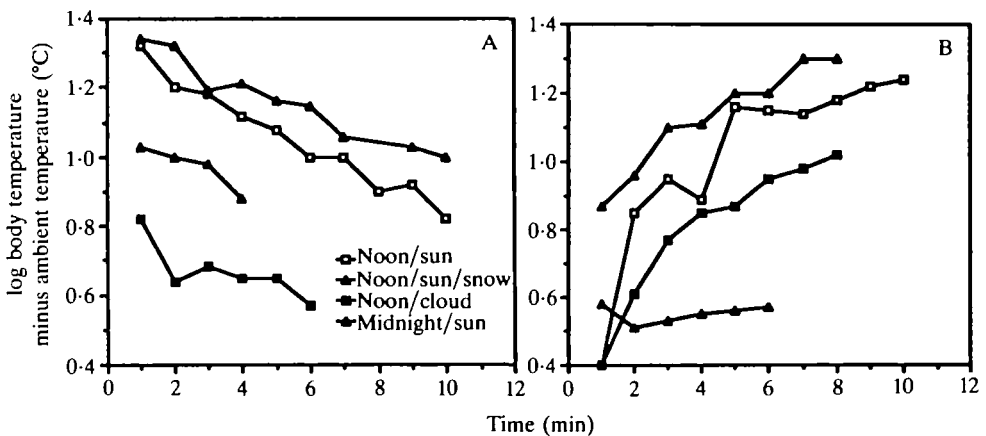 log body temperature
minus ambient temperature (°C)
1·4
1·2
1·0
0·8
0·6
0·4
0
2
4
6
8
10
12
A
Noon/sun
Noon/sun/snow
Noon/cloud
Midnight/sun
1·4
1·2
1·0
0·8
0·6
0·4
0
2
4
6
8
10
12
B
Time (min)